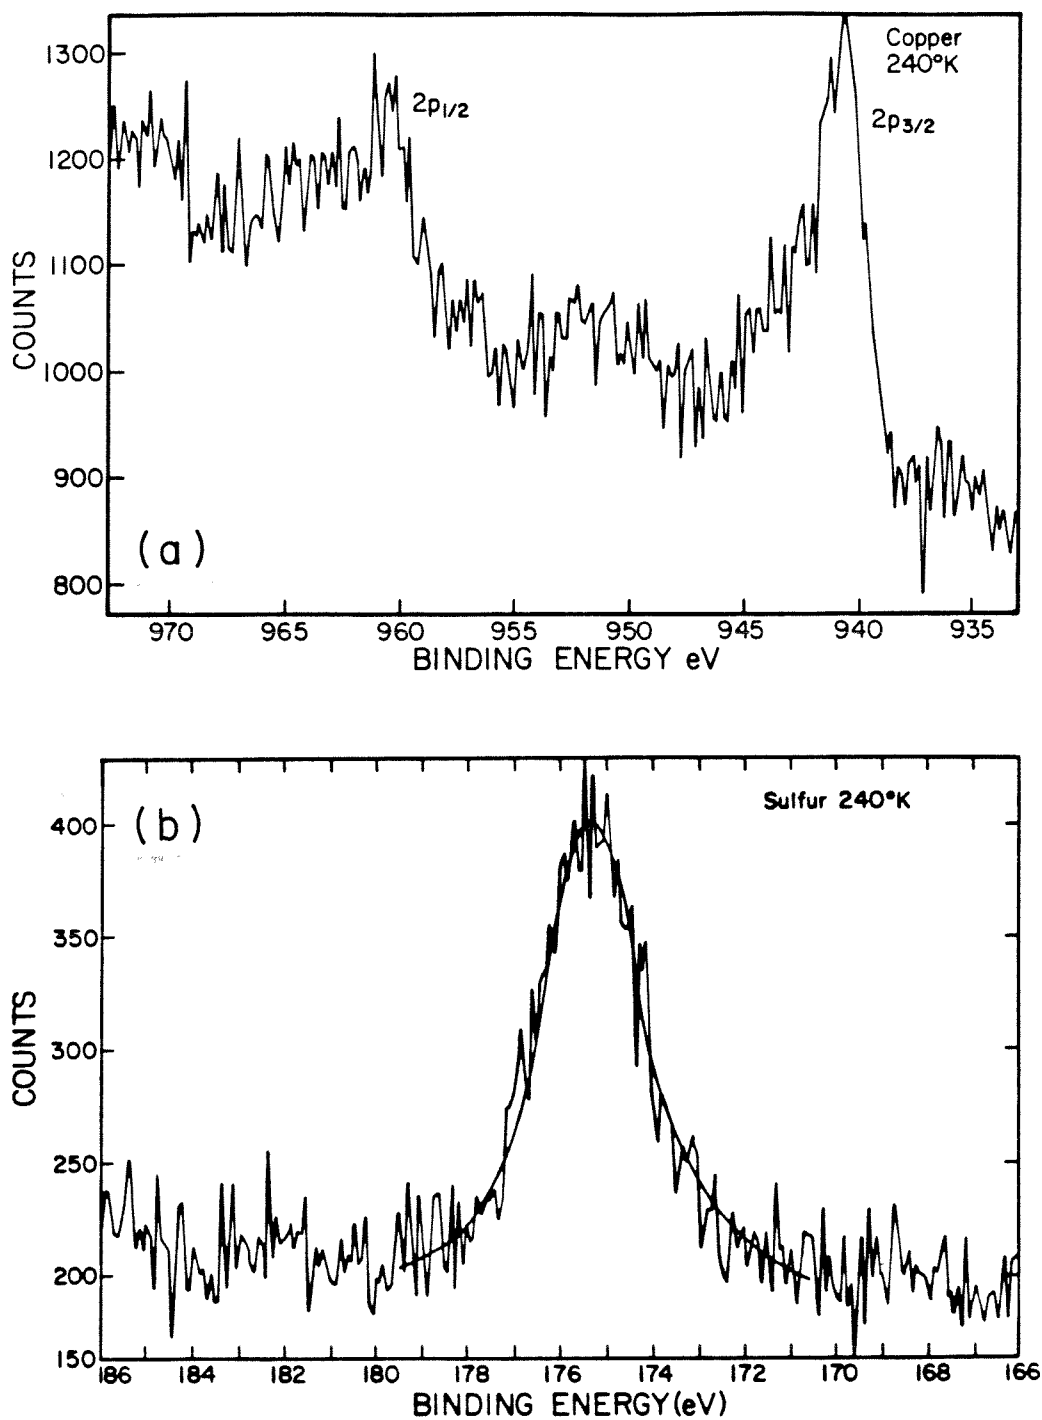 Copper
240°K
2p1/2
2p3/2
1300
1200
1100
1000
900
800
COUNTS
(a)
970 965 960 955 950 945 940 935
BINDING ENERGY eV
(b)
Sulfur 240°K
400
350
300
250
200
150
COUNTS
186 184 182 180 178 176 174 172 170 168 166
BINDING ENERGY(eV)